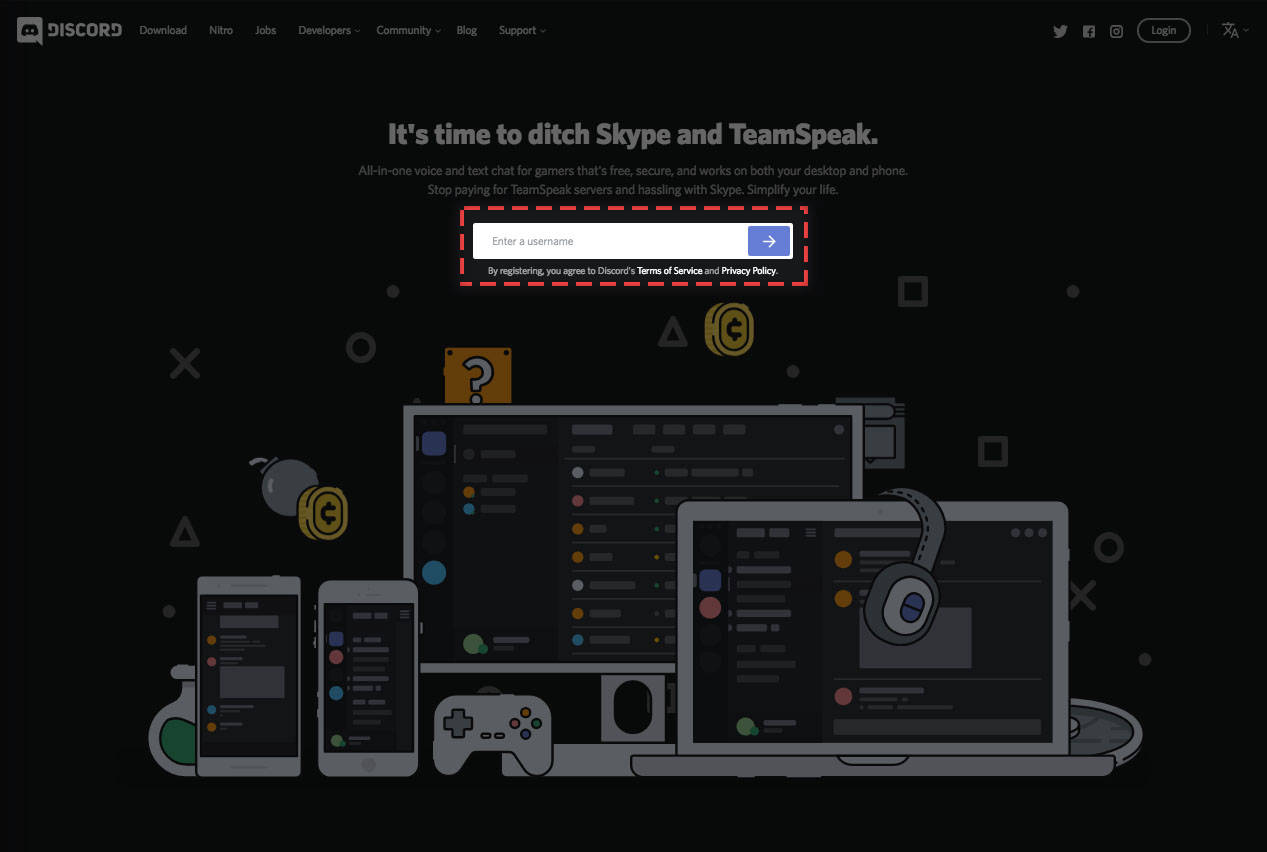 DISCORD Download Nitro Jobs Developers Community Blog Support Login
It's time to ditch Skype and TeamSpeak.
All-in-one voice and text chat for gamers that's free, secure, and works on both your desktop and phone.
Stop paying for TeamSpeak servers and hassling with Skype. Simplify your life.
Enter a username
By registering, you agree to Discord's Terms of Service and Privacy Policy.
?